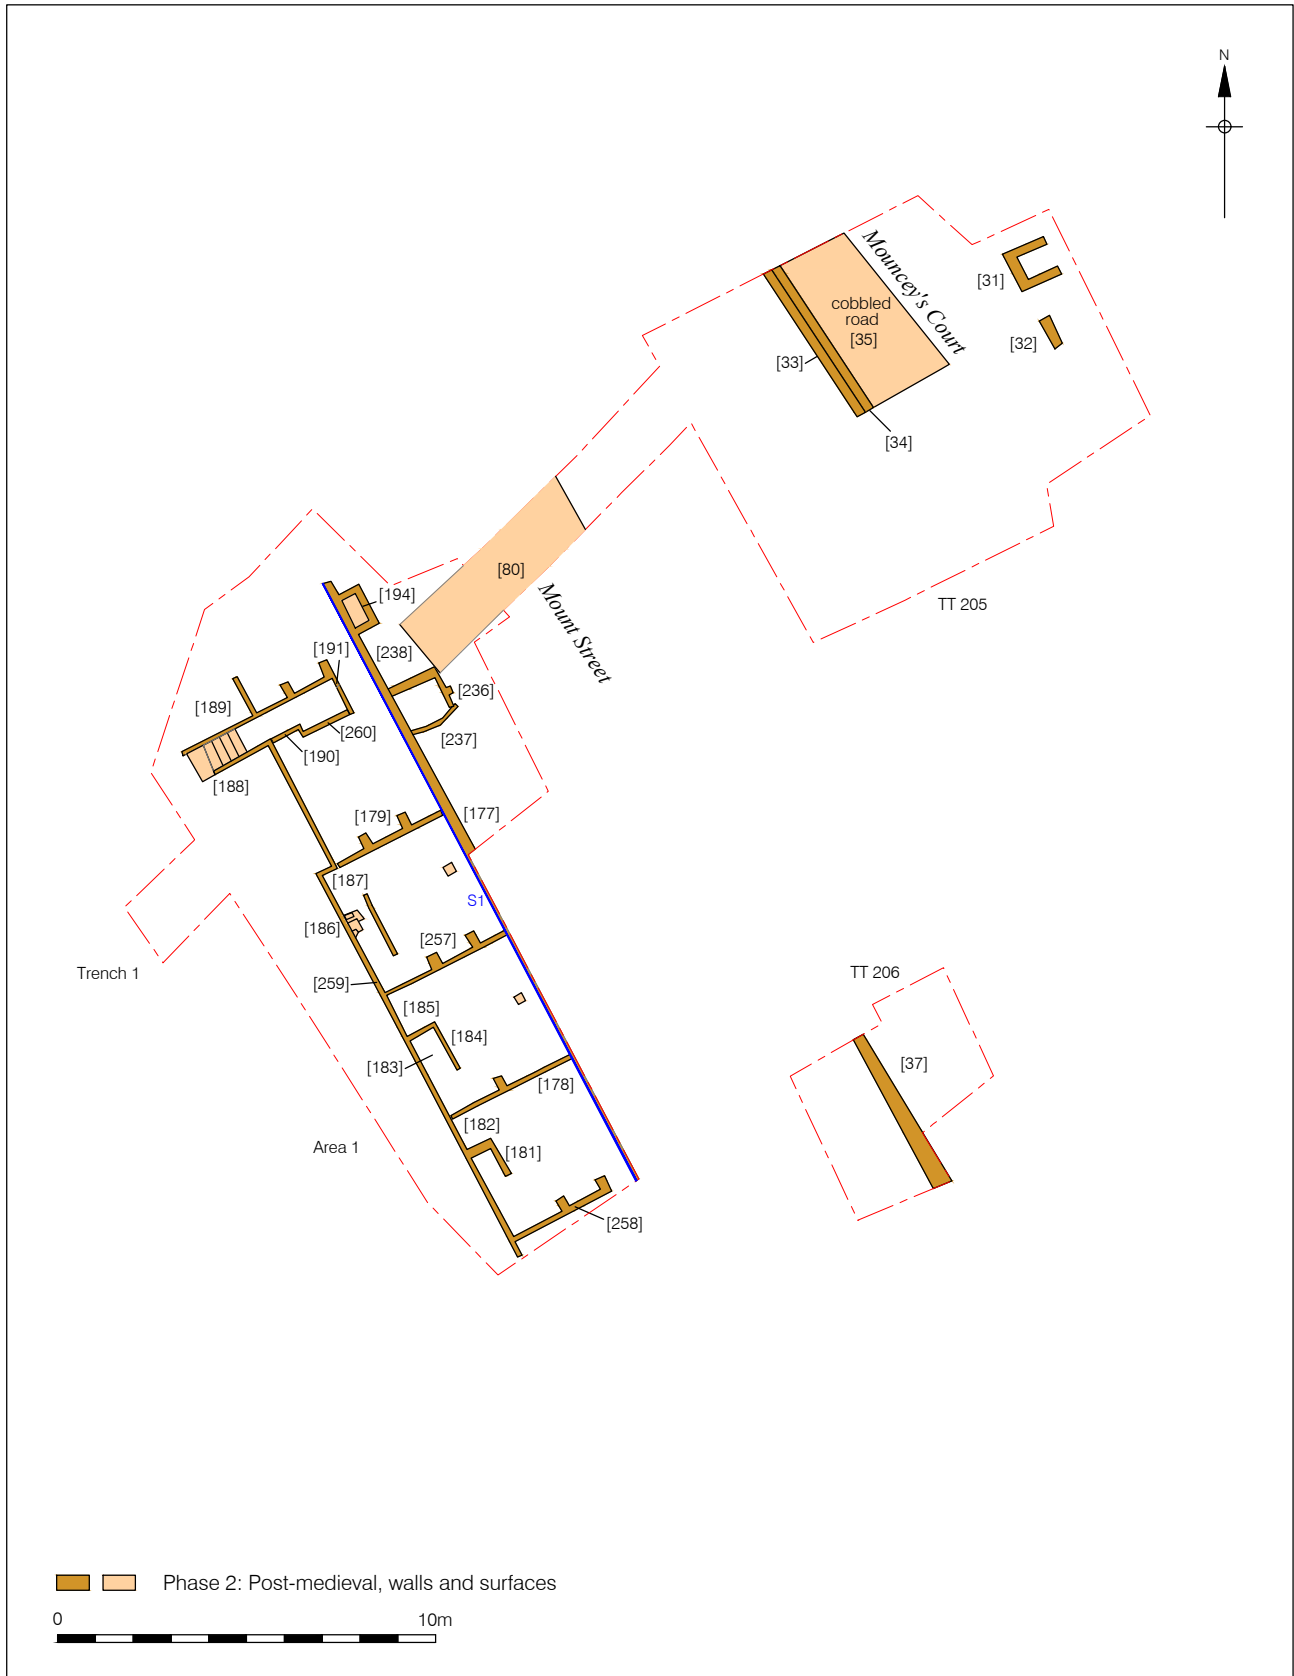 N
Mouncey's Court
[31]
cobbled
road
[35]
[32]
[33]
[34]
[80]
Mount Street
TT 205
[194]
[191]
[238]
[236]
[189]
[260]
[237]
[190]
[188]
[179]
[177]
[187]
S1
[186]
[257]
Trench 1
TT 206
[259]
[185]
[184]
[183]
[37]
[178]
[182]
Area 1
[181]
[258]
Phase 2: Post-medieval, walls and surfaces
0 10m